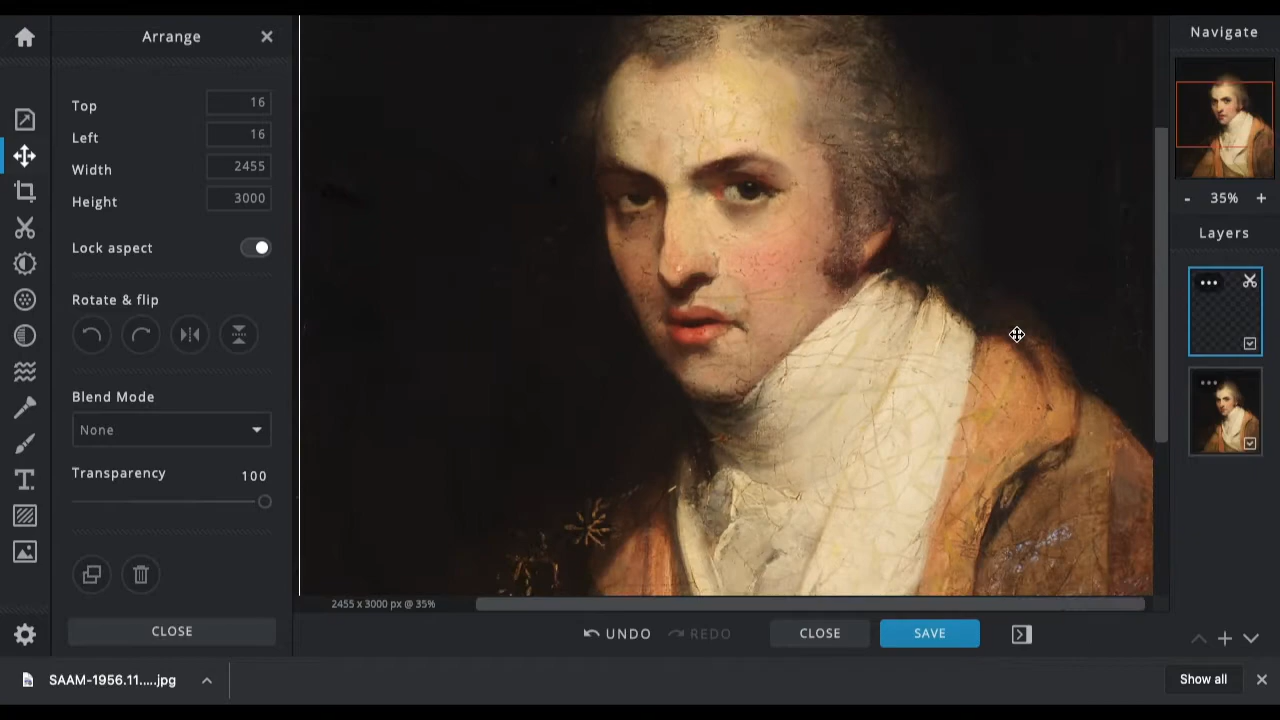 Arrange
Top 16
Left 16
Width 2455
Height 3000
Lock aspect
Rotate & flip
Blend Mode
None
Transparency 100
CLOSE
2455 x 3000 px @ 35%
UNDO REDO CLOSE SAVE
Navigate
- 35% +
Layers
SAAM-1956.11.....jpg
Show all